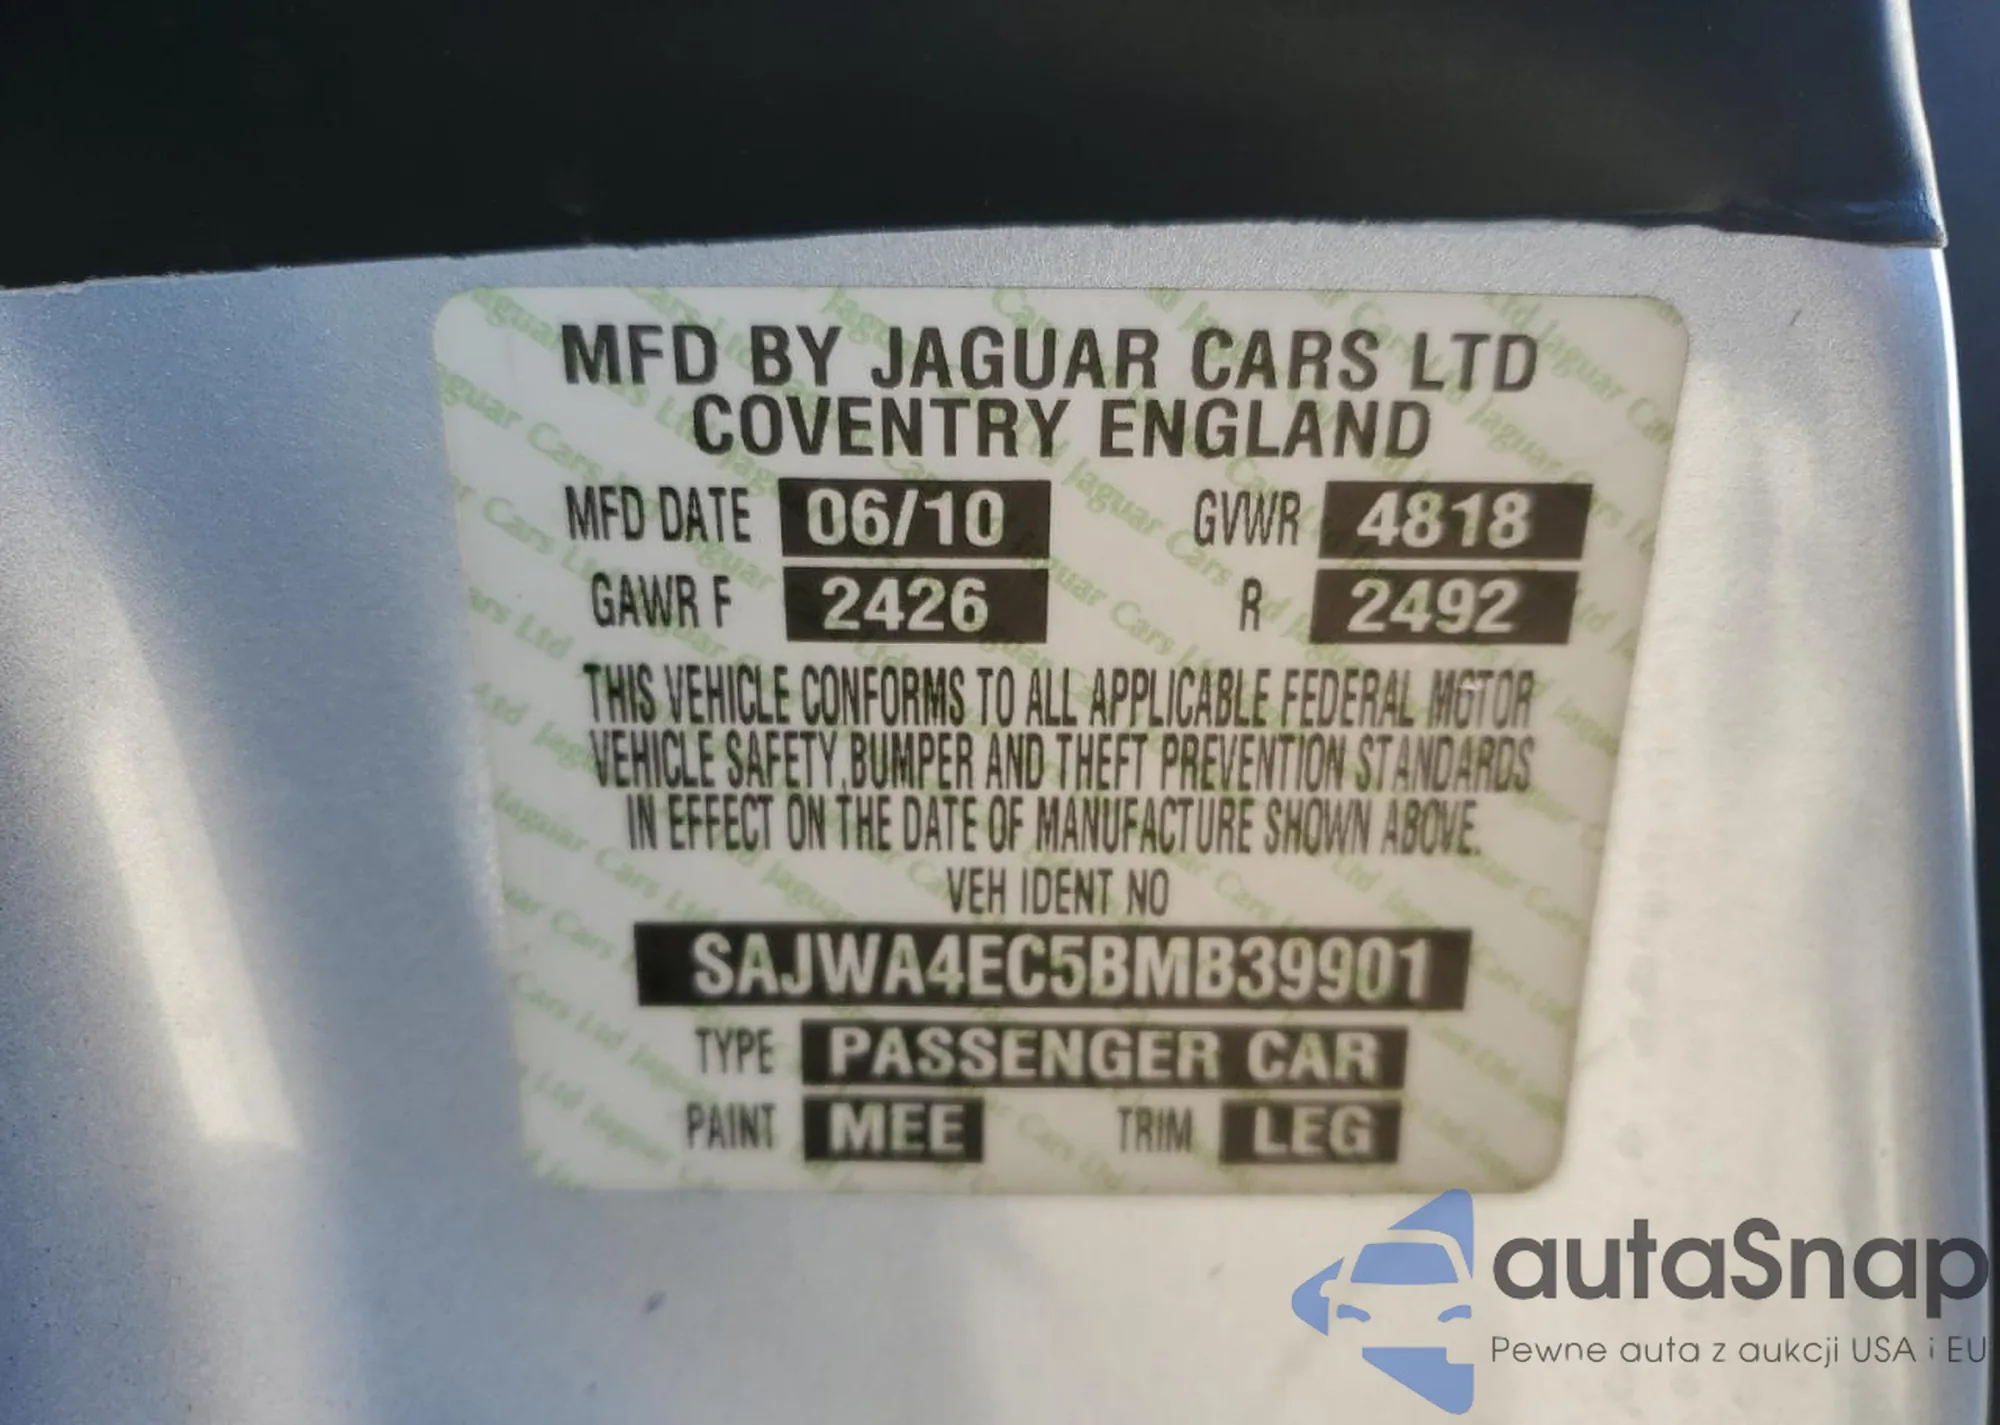 MFD BY JAGUAR CARS LTD
COVENTRY ENGLAND
MFD DATE 06/10 GVWR 4818
GAWR F 2426 R 2492
THIS VEHICLE CONFORMS TO ALL APPLICABLE FEDERAL MOTOR
VEHICLE SAFETY, BUMPER AND THEFT PREVENTION STANDARDS
IN EFFECT ON THE DATE OF MANUFACTURE SHOWN ABOVE.
VEH IDENT NO
SAJWA4EC5BMB39901
TYPE PASSENGER CAR
PAINT MEE TRIM LEG
autaSnap
Pewne auta z aukcji USA i EU